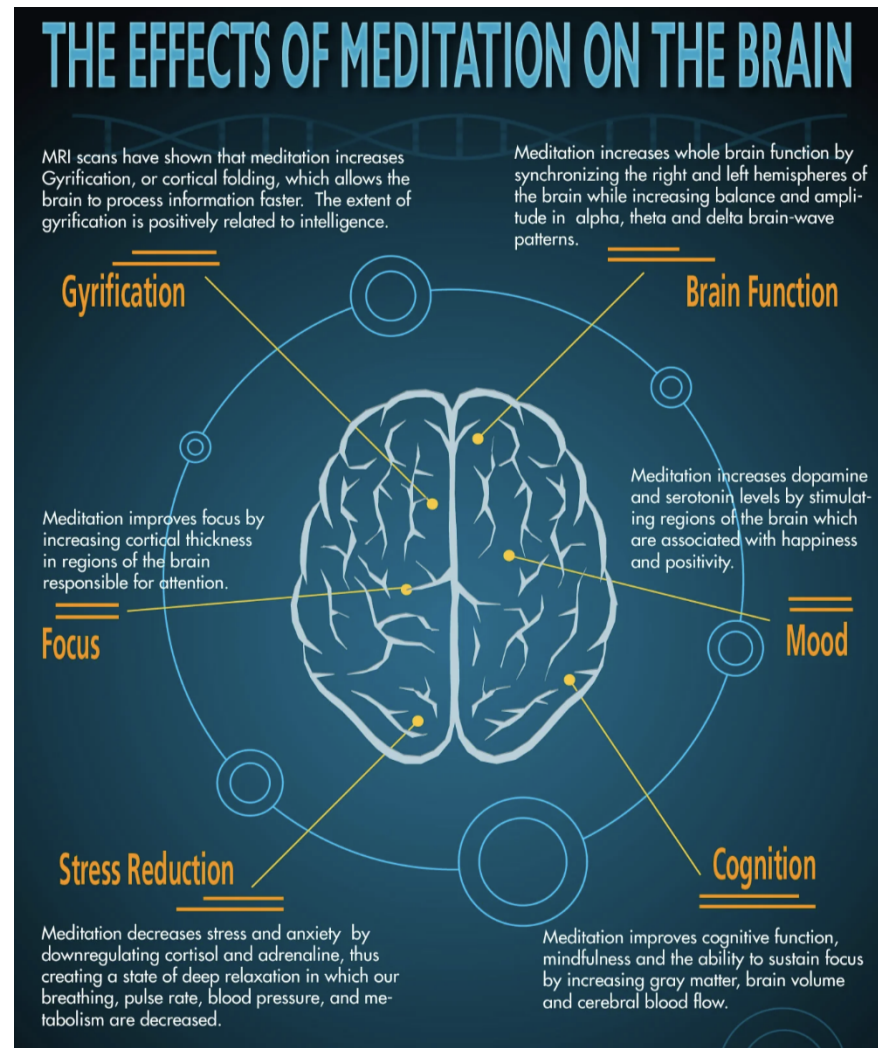 THE EFFECTS OF MEDITATION ON THE BRAIN
MRI scans have shown that meditation increases
Gyrification, or cortical folding, which allows the
brain to process information faster.  The extent of
gyrification is positively related to intelligence.
Gyrification
Meditation increases whole brain function by
synchronizing the right and left hemispheres of
the brain while increasing balance and ampli-
tude in  alpha, theta and delta brain-wave
patterns.
Brain Function
Meditation improves focus by
increasing cortical thickness
in regions of the brain
responsible for attention.
Focus
Meditation increases dopamine
and serotonin levels by stimulat-
ing regions of the brain which
are associated with happiness
and positivity.
Mood
Stress Reduction
Meditation decreases stress and anxiety  by
downregulating cortisol and adrenaline, thus
creating a state of deep relaxation in which our
breathing, pulse rate, blood pressure, and me-
tabolism are decreased.
Cognition
Meditation improves cognitive function,
mindfulness and the ability to sustain focus
by increasing gray matter, brain volume
and cerebral blood flow.